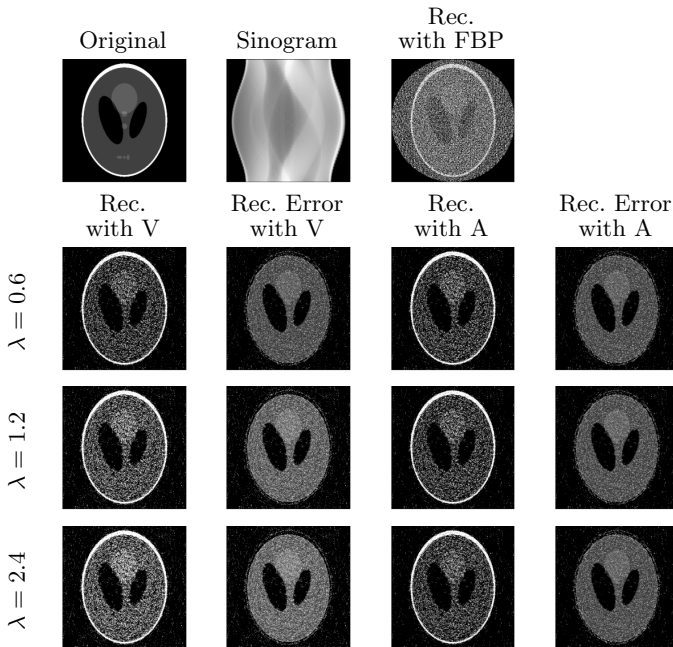 Original
Sinogram
Rec.
with FBP
Rec.
with V
Rec. Error
with V
Rec.
with A
Rec. Error
with A
λ = 0.6
λ = 1.2
λ = 2.4